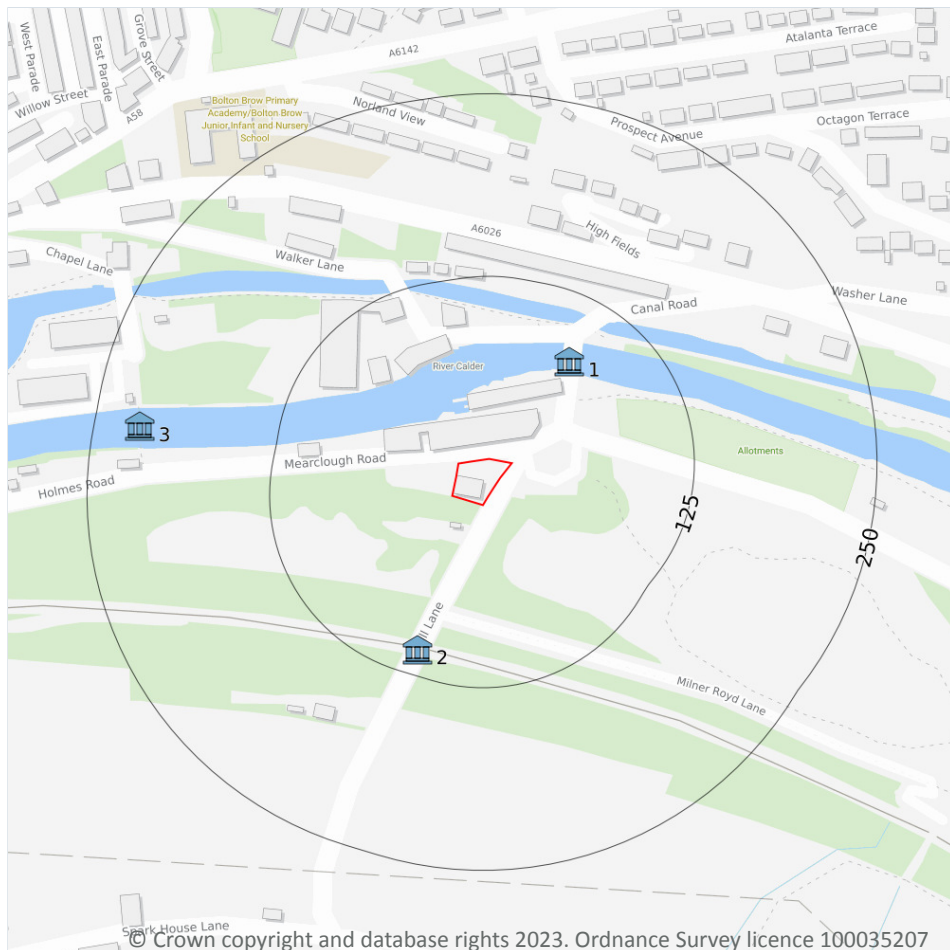 West Parade
East Parade
Grove Street
A6142
Atalanta Terrace
Willow Street
A58
Bolton Brow Primary
Academy/Bolton Brow
Junior Infant and Nursery
School
Norland View
Prospect Avenue
Octagon Terrace
A6026
High Fields
Chapel Lane
Walker Lane
Washer Lane
Canal Road
River Calder
1
3
Mearclough Road
Allotments
Holmes Road
125
250
ll Lane
2
Milner Royd Lane
Spark House Lane
© Crown copyright and database rights 2023. Ordnance Survey licence 100035207